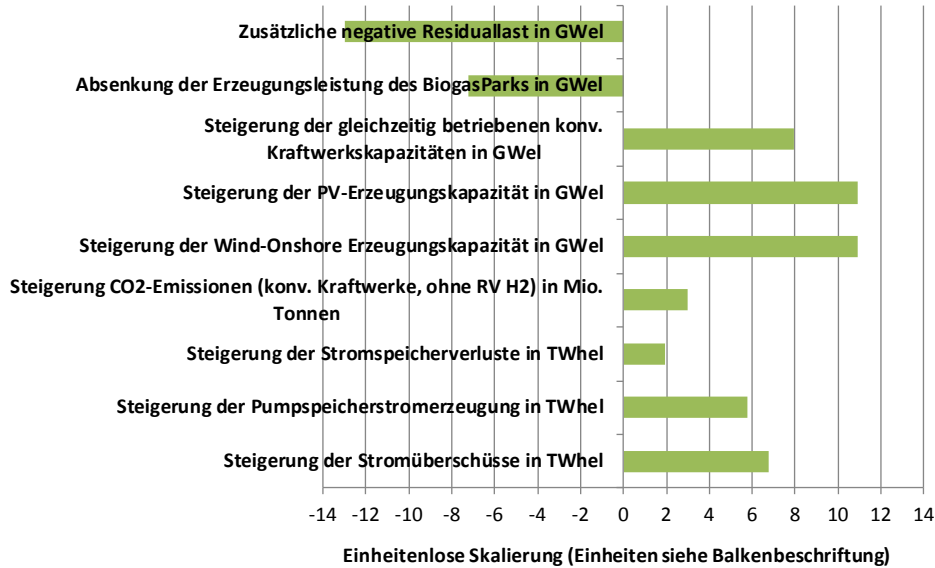 Zusätzliche negative Residuallast in GWel
Absenkung der Erzeugungsleistung des BiogasParks in GWel
Steigerung der gleichzeitig betriebenen konv.
Kraftwerkskapazitäten in GWel
Steigerung der PV-Erzeugungskapazität in GWel
Steigerung der Wind-Onshore Erzeugungskapazität in GWel
Steigerung CO2-Emissionen (konv. Kraftwerke, ohne RV H2) in Mio.
Tonnen
Steigerung der Stromspeicherverluste in TWhel
Steigerung der Pumpspeicherstromerzeugung in TWhel
Steigerung der Stromüberschüsse in TWhel
-14 -12 -10 -8 -6 -4 -2 0 2 4 6 8 10 12 14
Einheitenlose Skalierung (Einheiten siehe Balkenbeschriftung)